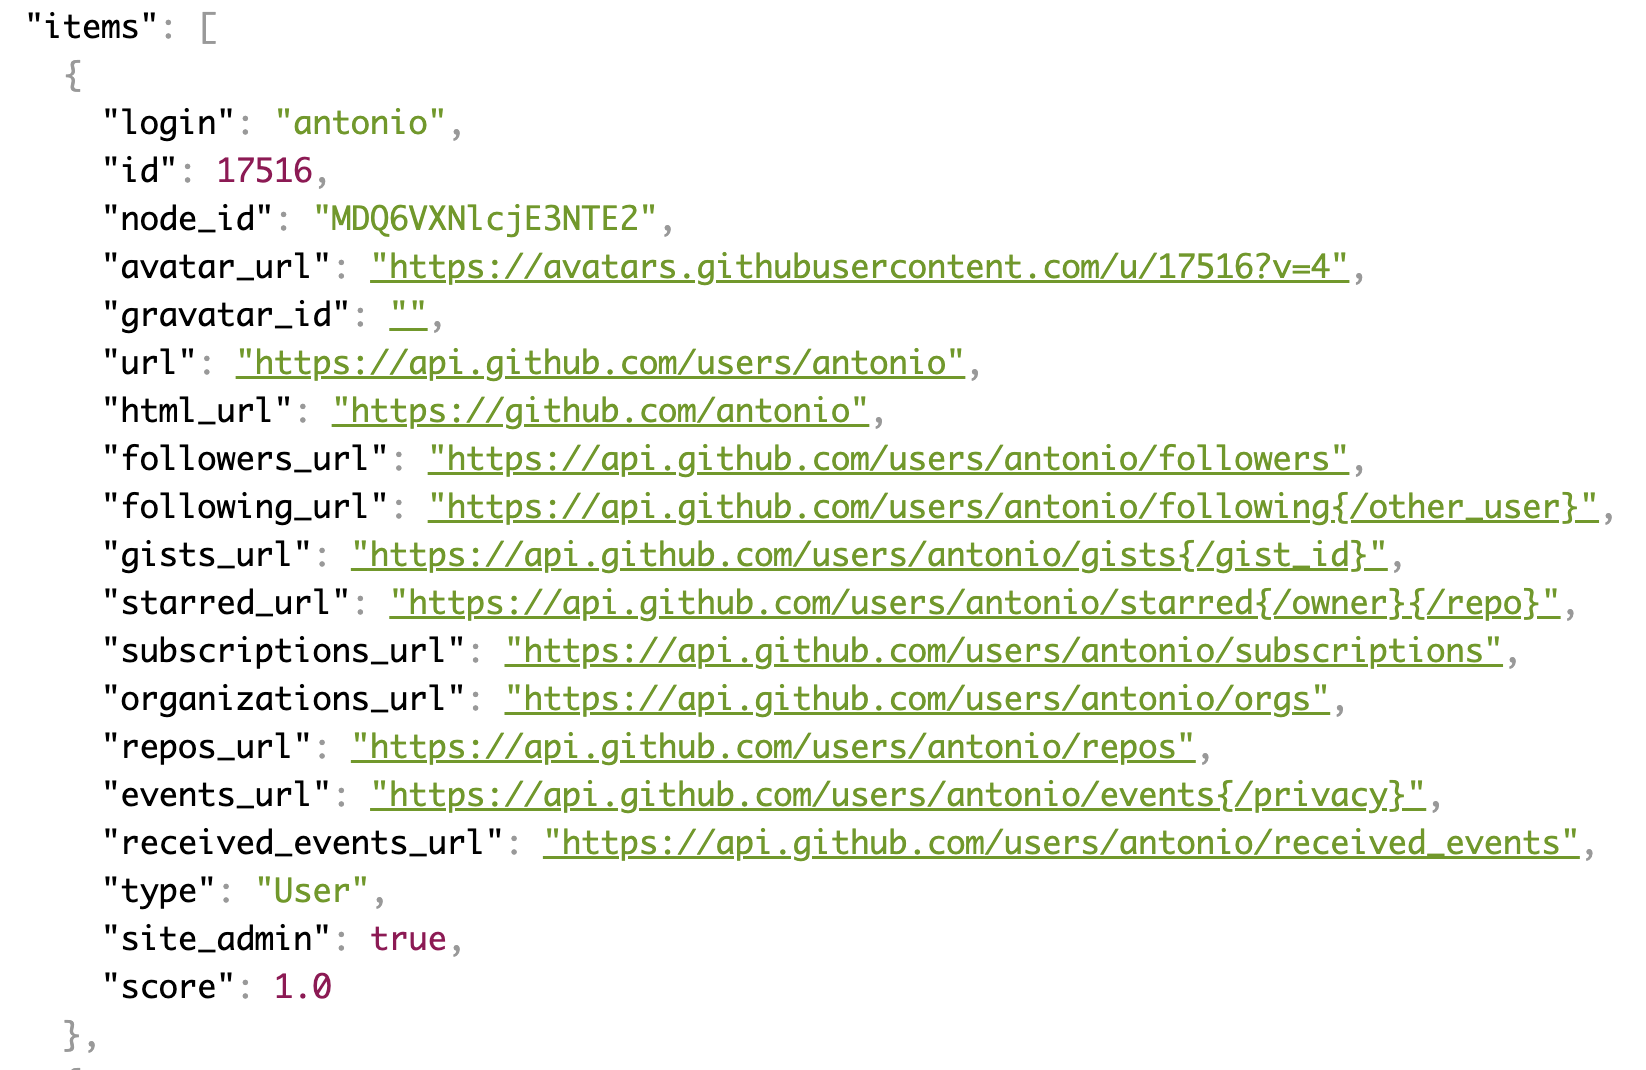 "items": [
{
"login": "antonio",
"id": 17516,
"node_id": "MDQ6VXNlcjE3NTE2",
"avatar_url": "https://avatars.githubusercontent.com/u/17516?v=4",
"gravatar_id": "",
"url": "https://api.github.com/users/antonio",
"html_url": "https://github.com/antonio",
"followers_url": "https://api.github.com/users/antonio/followers",
"following_url": "https://api.github.com/users/antonio/following{/other_user}",
"gists_url": "https://api.github.com/users/antonio/gists{/gist_id}",
"starred_url": "https://api.github.com/users/antonio/starred{/owner}{/repo}",
"subscriptions_url": "https://api.github.com/users/antonio/subscriptions",
"organizations_url": "https://api.github.com/users/antonio/orgs",
"repos_url": "https://api.github.com/users/antonio/repos",
"events_url": "https://api.github.com/users/antonio/events{/privacy}",
"received_events_url": "https://api.github.com/users/antonio/received_events",
"type": "User",
"site_admin": true,
"score": 1.0
},